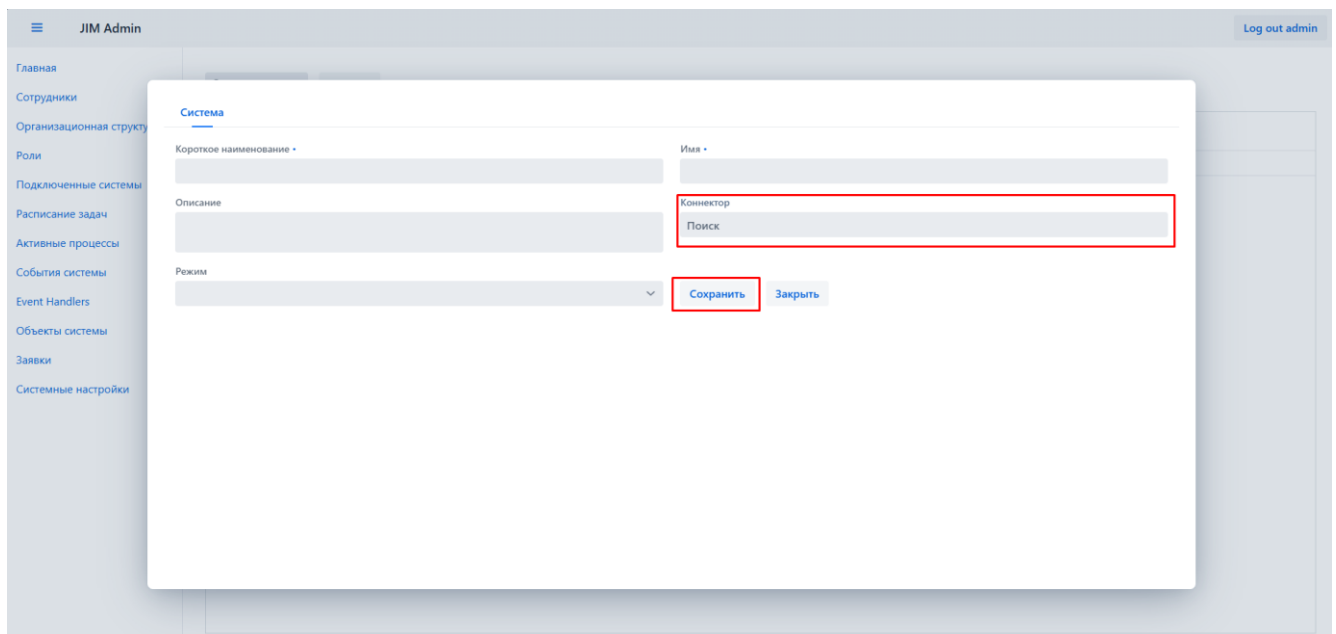 JIM Admin
Log out admin
Главная
Сотрудники
Организационная структу
Роли
Подключенные системы
Расписание задач
Активные процессы
События системы
Event Handlers
Объекты системы
Заявки
Системные настройки
Система
Короткое наименование •
Имя •
Описание
Коннектор
Поиск
Режим
Сохранить
Закрыть